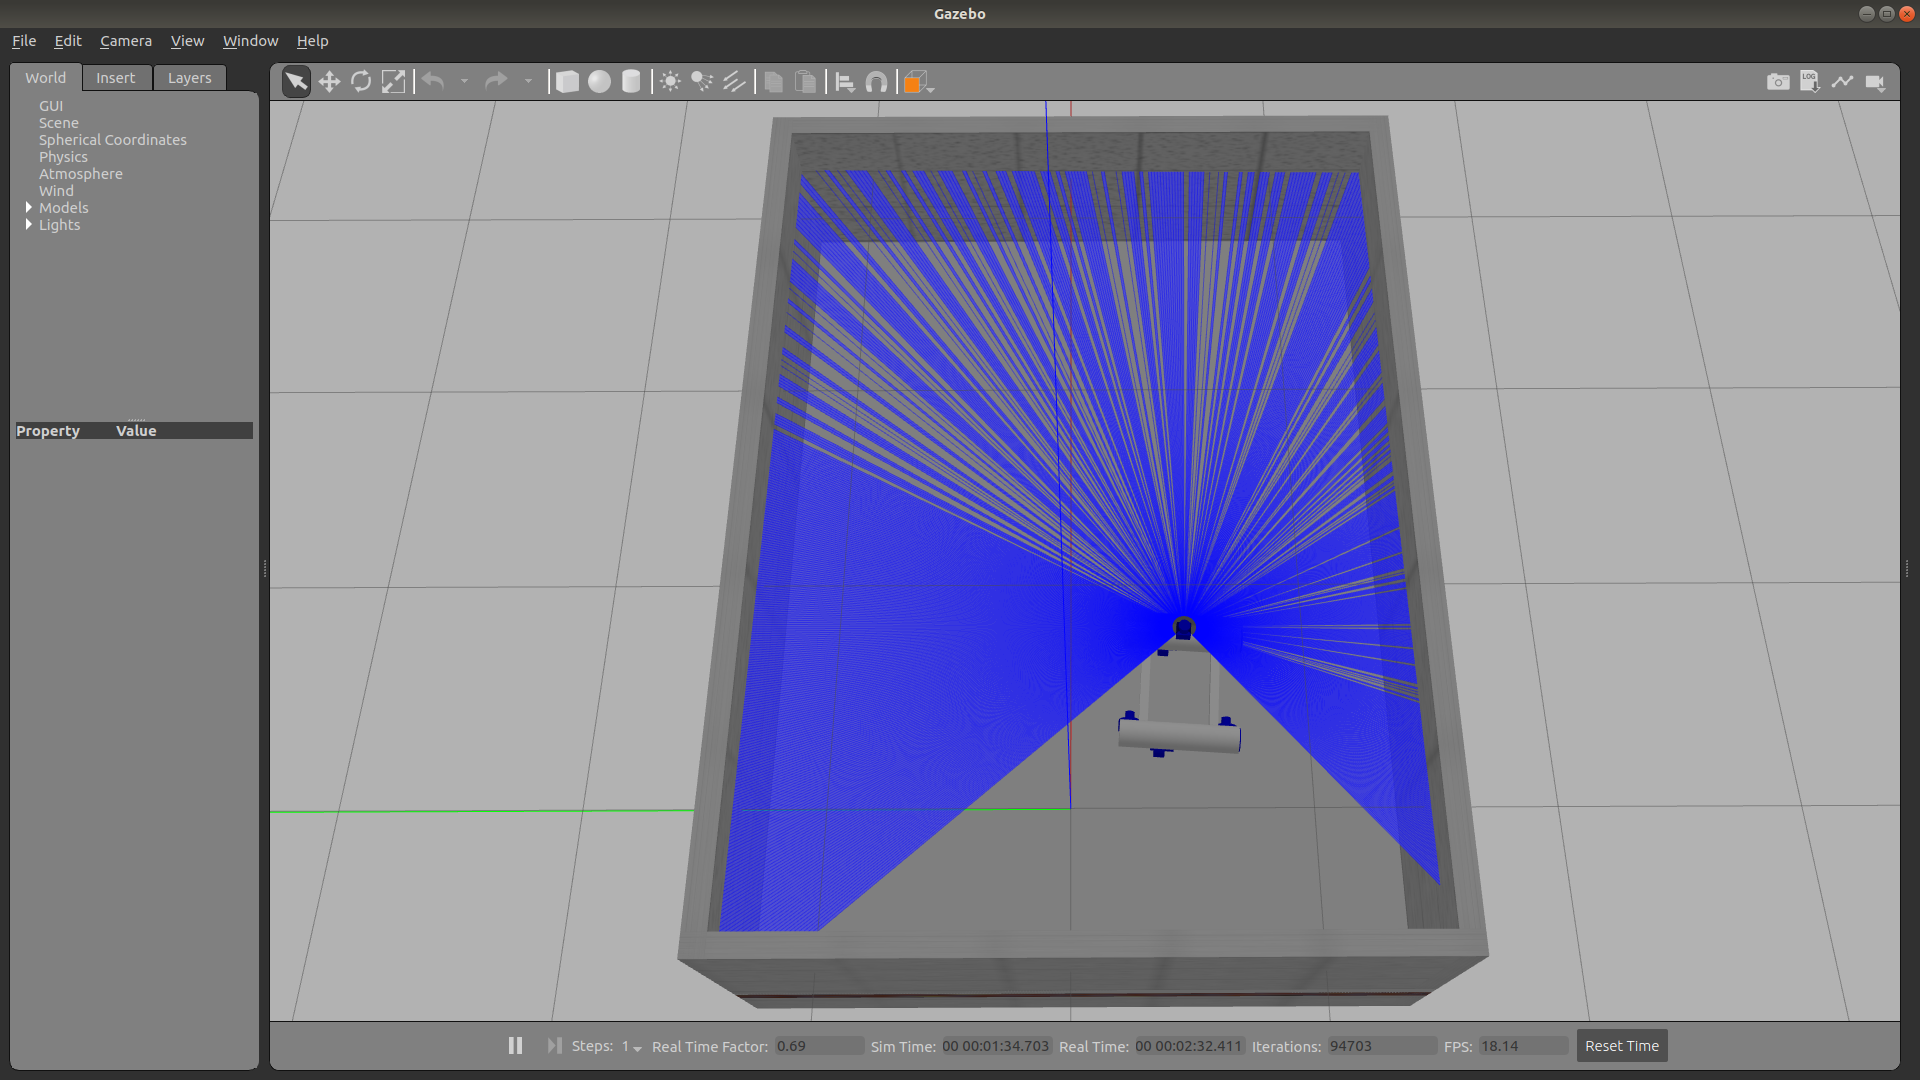 Gazebo
File Edit Camera View Window Help
World Insert Layers
GUI
Scene
Spherical Coordinates
Physics
Atmosphere
Wind
Models
Lights
Property Value
LOG
Steps: 1 Real Time Factor: 0.69 Sim Time: 00 00:01:34.703 Real Time: 00 00:02:32.411 Iterations: 94703 FPS: 18.14 Reset Time